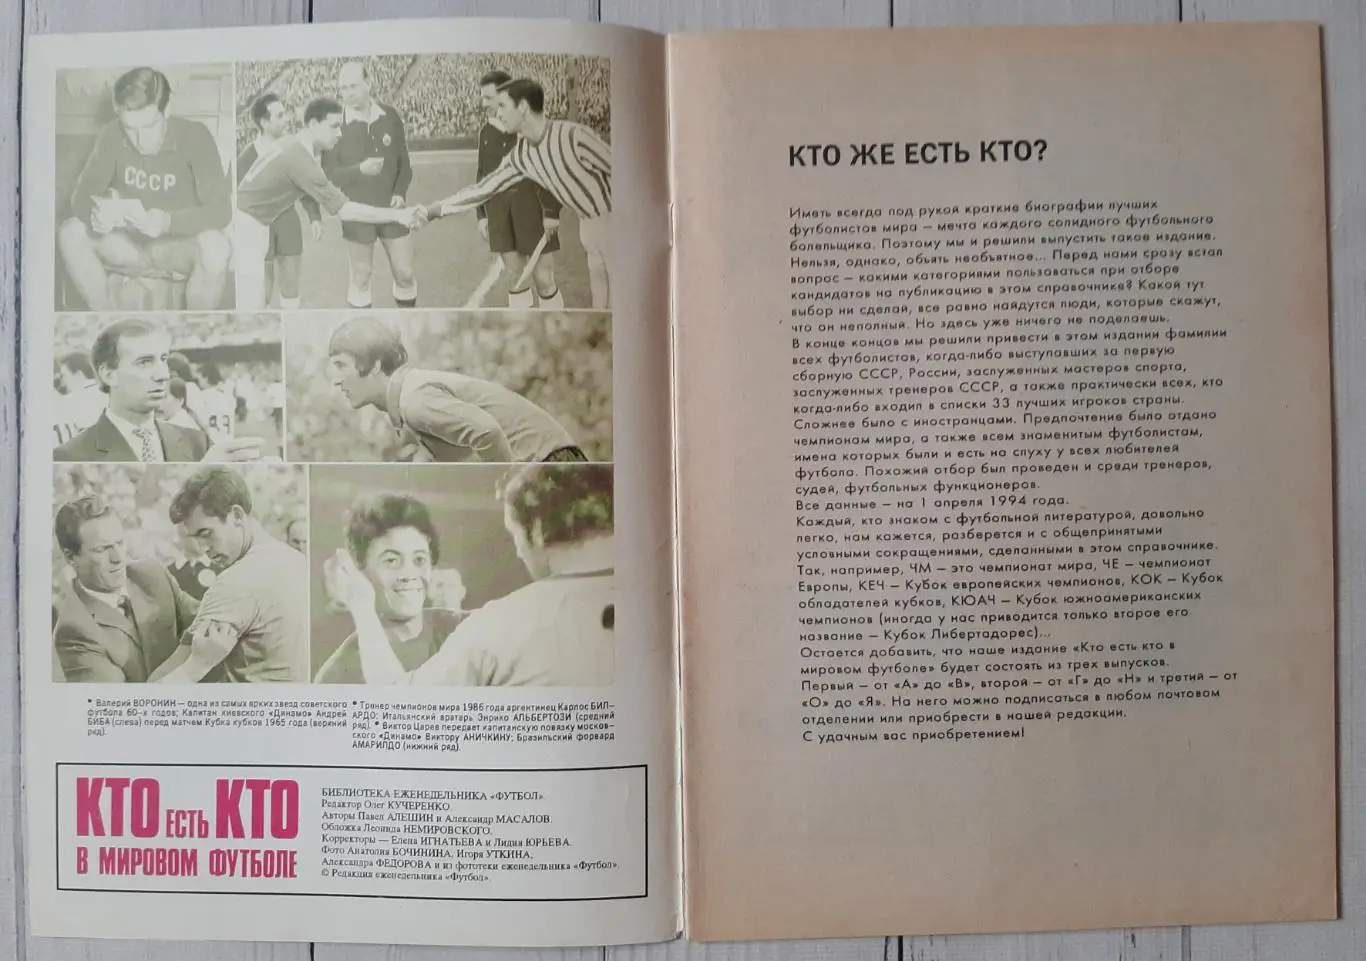 СССР
• Валерий ВОРОНИН — одна из самых ярких звезд советского
футбола 60-х годов; Капитан киевского «Динамо» Андрей
БИБА (слева) перед матчем Кубка кубков 1965 года (верхний
ряд).
• Тренер чемпионов мира 1986 года аргентинец Карлос БИЛ-
АРДО; Итальянский вратарь Энрико АЛЬБЕРТОЗИ (средний
ряд). • Виктор Царев передает капитанскую повязку москов-
ского «Динамо» Виктору АНИЧКИНУ; Бразильский форвард
АМАРИЛДО (нижний ряд).
КТО ЕСТЬ КТО
В МИРОВОМ ФУТБОЛЕ
БИБЛИОТЕКА ЕЖЕНЕДЕЛЬНИКА «ФУТБОЛ»
Редактор Олег КУЧЕРЕНКО.
Авторы Павел АЛЕШИН и Александр МАСАЛОВ.
Обложка Леонида НЕМИРОВСКОГО.
Корректоры — Елена ИГНАТЬЕВА и Лидия ЮРЬЕВА.
Фото Анатолия БОЧИНИНА, Игоря УТКИНА,
Александра ФЕДОРОВА и из фототеки еженедельника «Футбол».
© Редакция еженедельника «Футбол».
КТО ЖЕ ЕСТЬ КТО?
Иметь всегда под рукой краткие биографии лучших
футболистов мира — мечта каждого солидного футбольного
болельщика. Поэтому мы и решили выпустить такое издание.
Нельзя, однако, объять необъятное... Перед нами сразу встал
вопрос — какими категориями пользоваться при отборе
кандидатов на публикацию в этом справочнике? Какой тут
выбор ни сделай, все равно найдутся люди, которые скажут,
что он неполный. Но здесь уже ничего не поделаешь.
В конце концов мы решили привести в этом издании фамилии
всех футболистов, когда-либо выступавших за первую
сборную СССР, России, заслуженных мастеров спорта,
заслуженных тренеров СССР, а также практически всех, кто
когда-либо входил в списки 33 лучших игроков страны.
Сложнее было с иностранцами. Предпочтение было отдано
чемпионам мира, а также всем знаменитым футболистам,
имена которых были и есть на слуху у всех любителей
футбола. Похожий отбор был проведен и среди тренеров,
судей, футбольных функционеров.
Все данные — на 1 апреля 1994 года.
Каждый, кто знаком с футбольной литературой, довольно
легко, нам кажется, разберется и с общепринятыми
условными сокращениями, сделанными в этом справочнике.
Так, например, ЧМ — это чемпионат мира, ЧЕ — чемпионат
Европы, КЕЧ — Кубок европейских чемпионов, КОК — Кубок
обладателей кубков, КЮАЧ — Кубок южноамериканских
чемпионов (иногда у нас приводится только второе его
название — Кубок Либертадорес)...
Остается добавить, что наше издание «Кто есть кто в
мировом футболе» будет состоять из трех выпусков.
Первый — от «А» до «В», второй — от «Г» до «Н» и третий — от
«О» до «Я». На него можно подписаться в любом почтовом
отделении или приобрести в нашей редакции.
С удачным вас приобретением!